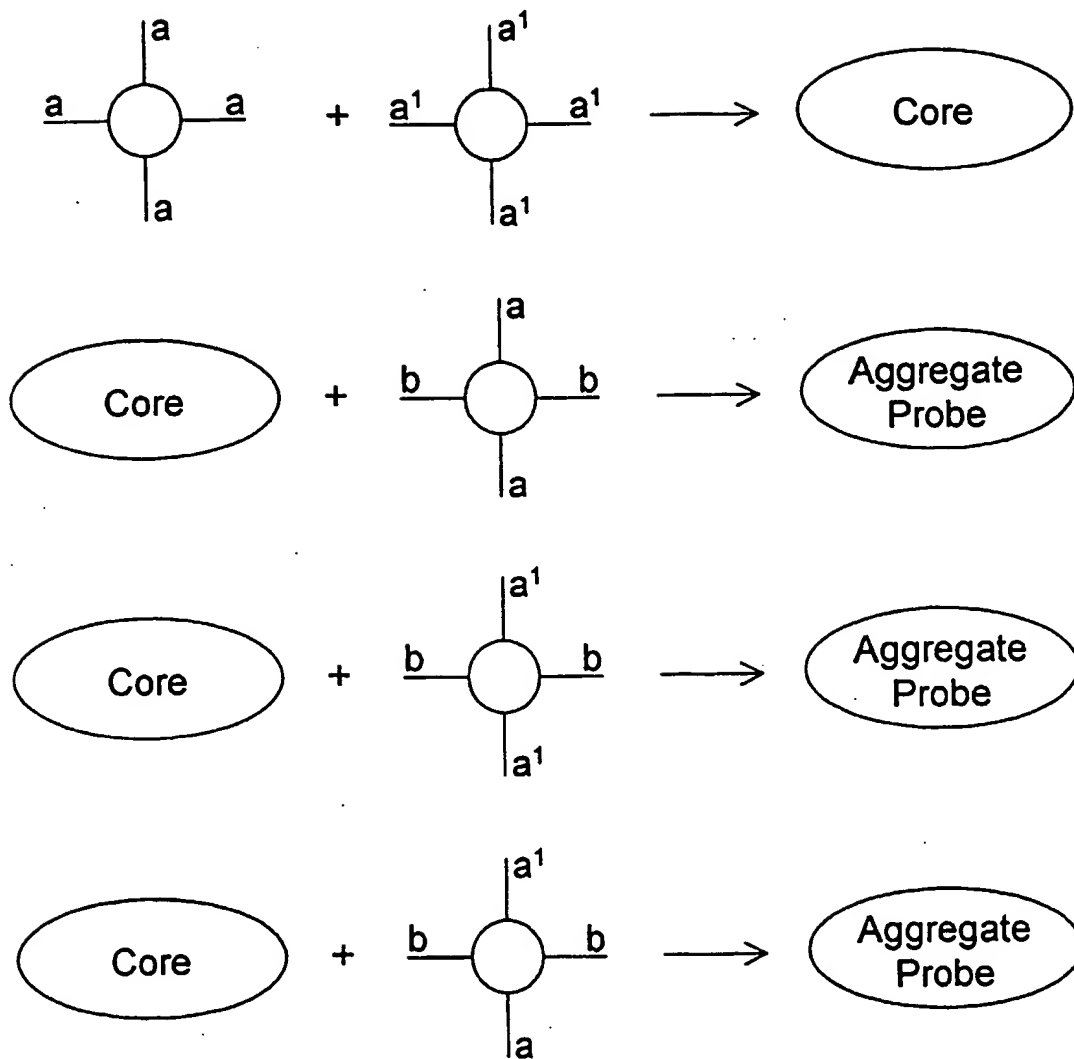 a a¹
a a + a¹ a¹ → Core
a a¹
a
Core + b b → Aggregate
Probe
a
a¹
Core + b b → Aggregate
Probe
a¹
a¹
Core + b b → Aggregate
Probe
a